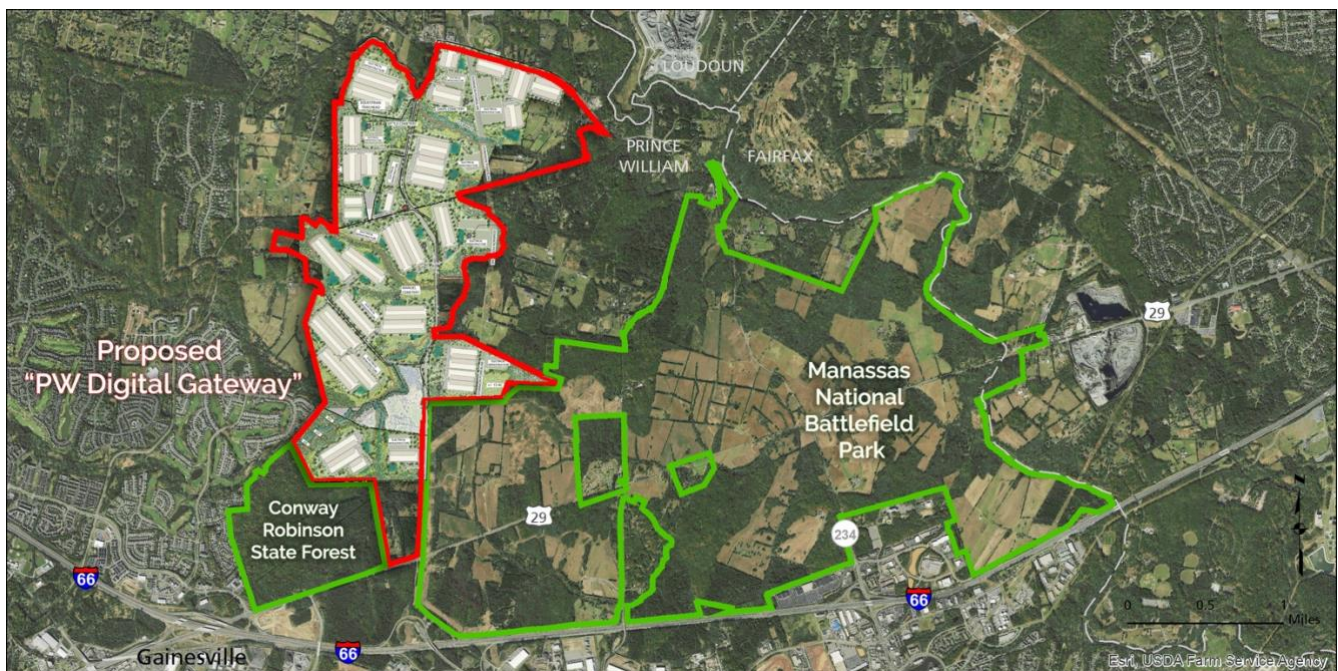 LOUDOUN
PRINCE
WILLIAM
FAIRFAX
29
Proposed
“PW Digital Gateway”
Manassas
National
Battlefield
Park
Conway
Robinson
State Forest
29
234
N
66
66
66
0 0.5 1
Miles
Gainesville
Esri, USDA Farm Service Agency